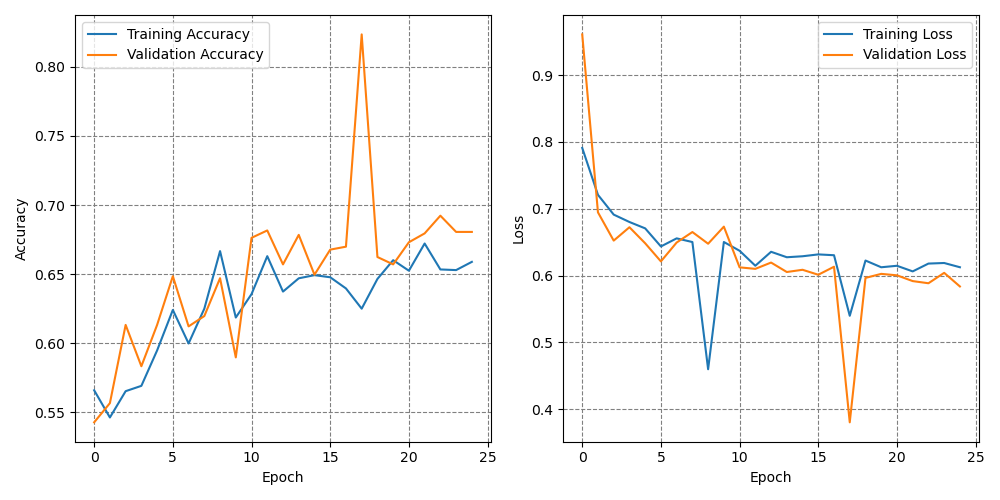 Training Accuracy
Validation Accuracy
0.80
0.75
0.70
0.65
0.60
0.55
Accuracy
0 5 10 15 20 25
Epoch
Training Loss
Validation Loss
0.9
0.8
0.7
0.6
0.5
0.4
Loss
0 5 10 15 20 25
Epoch